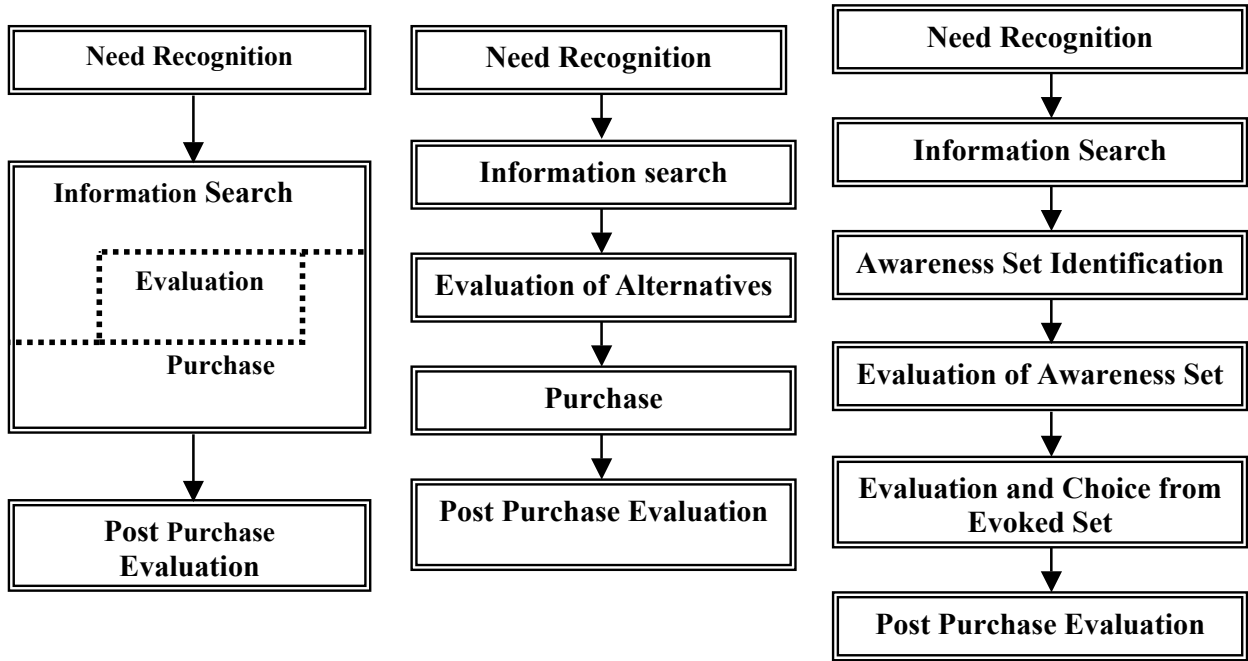 Need Recognition
Information Search
Evaluation
Purchase
Post Purchase
Evaluation
Need Recognition
Information search
Evaluation of Alternatives
Purchase
Post Purchase Evaluation
Need Recognition
Information Search
Awareness Set Identification
Evaluation of Awareness Set
Evaluation and Choice from
Evoked Set
Post Purchase Evaluation